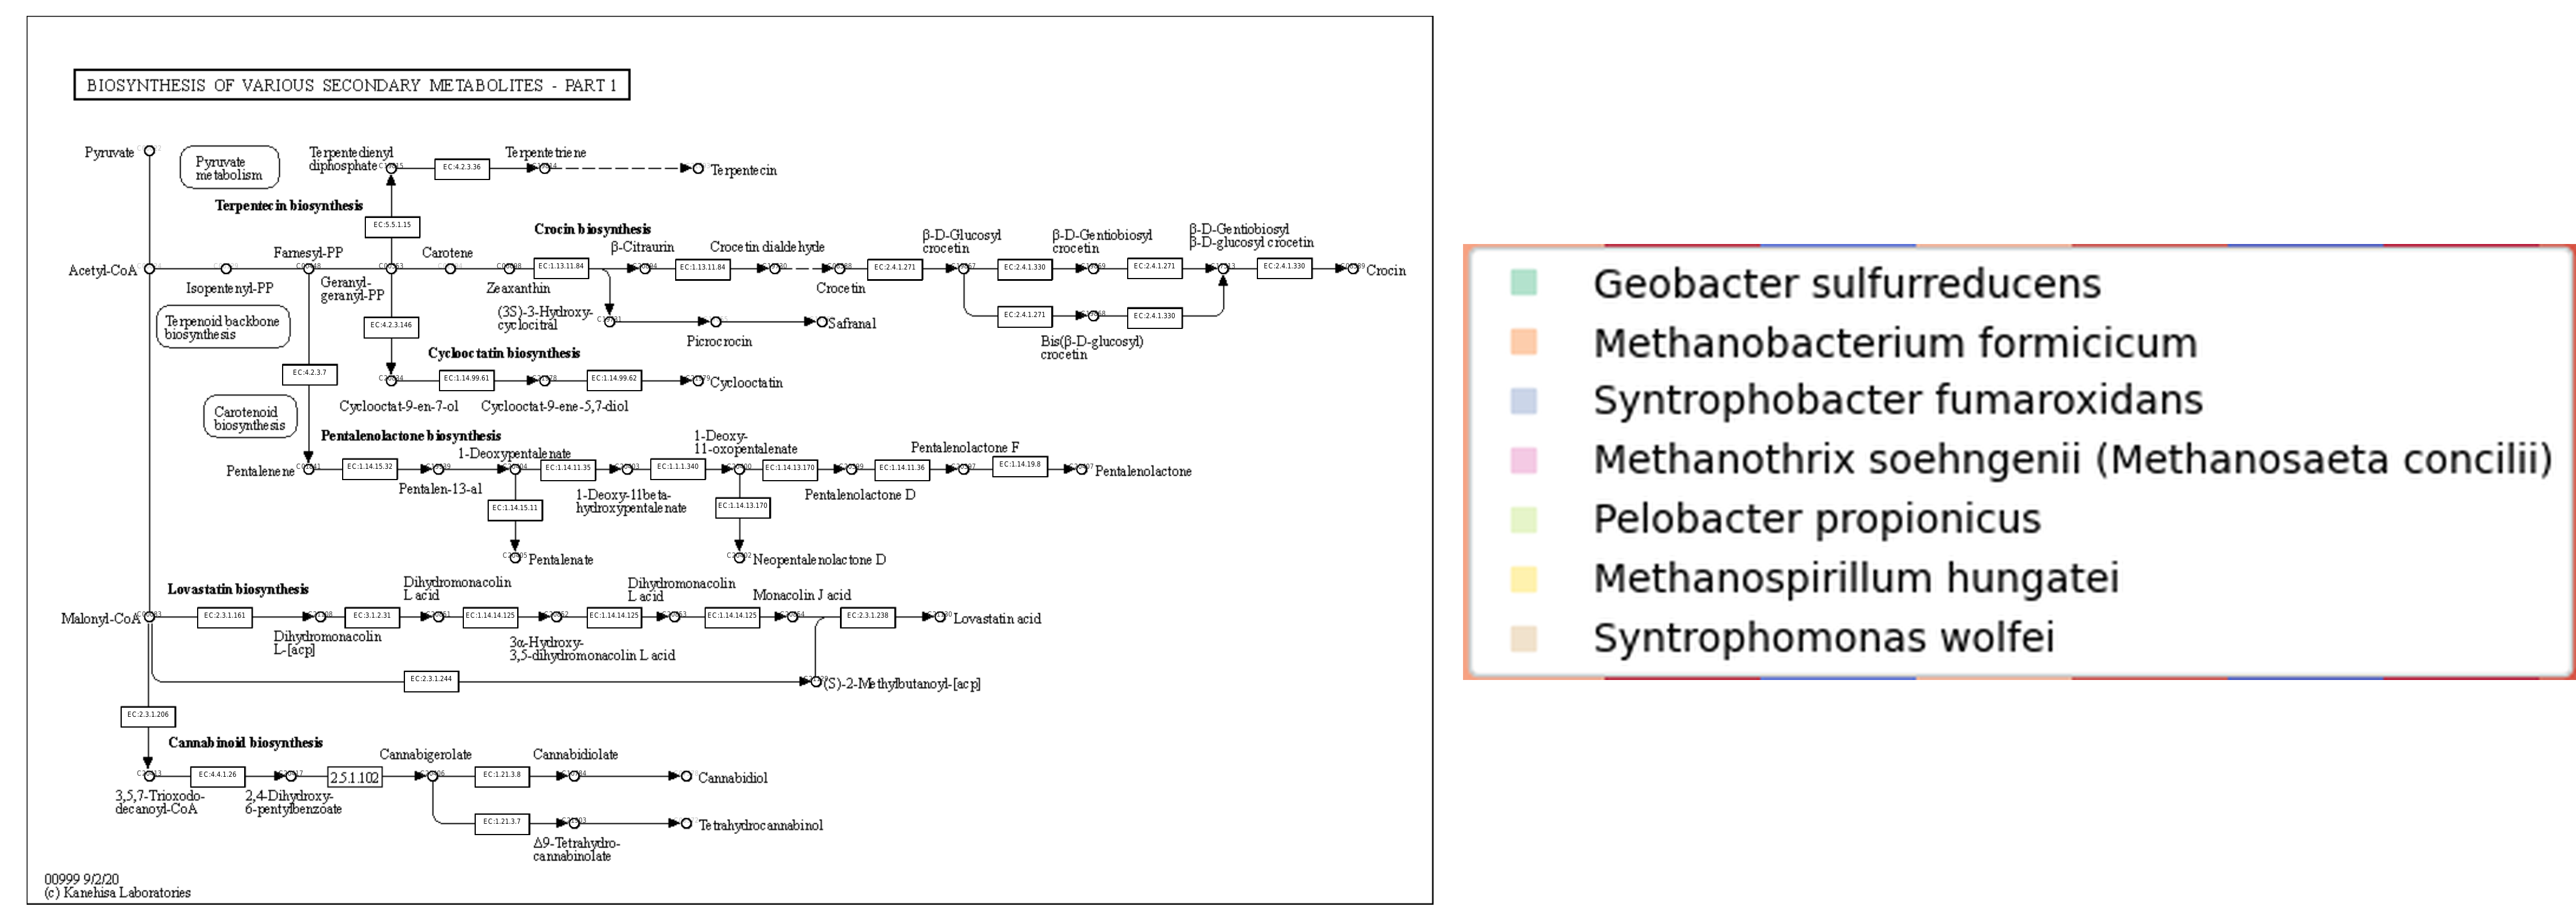 BIOSYNTHESIS OF VARIOUS SECONDARY METABOLITES - PART 1
Pyruvate
Pyruvate
metabolism
Terpentedienyl
diphosphate
EC:4.2.3.36
Terpentetriene
Terpentecin
Terpentecin biosynthesis
EC:5.5.1.15
Crocin biosynthesis
Acetyl-CoA
Isopentenyl-PP
Farnesyl-PP
Geranyl-
geranyl-PP
Carotene
Zeaxanthin
EC:1.13.11.84
β-Citraurin
EC:1.13.11.84
Crocetin dialdehyde
Crocetin
EC:2.4.1.271
β-D-Glucosyl
crocetin
EC:2.4.1.330
β-D-Gentiobiosyl
crocetin
EC:2.4.1.271
β-D-Gentiobiosyl
β-D-glucosyl crocetin
EC:2.4.1.330
Crocin
(3S)-3-Hydroxy-
cyclocitral
Picrocrocin
Safranal
EC:2.4.1.271
Bis(β-D-glucosyl)
crocetin
EC:2.4.1.330
Terpenoid backbone
biosynthesis
EC:4.2.3.146
Cyclooctatin biosynthesis
EC:4.2.3.7
EC:1.14.99.61
EC:1.14.99.62
Cyclooctatin
Cyclooctat-9-en-7-ol
Cyclooctat-9-ene-5,7-diol
Carotenoid
biosynthesis
Pentalenolactone biosynthesis
Pentalenene
EC:1.14.15.32
Pentalen-13-al
1-Deoxypentalenate
EC:1.14.11.35
1-Deoxy-11beta-
hydroxypentalenate
EC:1.1.1.340
1-Deoxy-
11-oxopentalenate
EC:1.14.13.170
Pentalenolactone D
EC:1.14.11.36
Pentalenolactone F
EC:1.14.19.8
Pentalenolactone
EC:1.14.15.11
EC:1.14.13.170
Pentalenate
Neopentalenolactone D
Lovastatin biosynthesis
Malonyl-CoA
EC:2.3.1.161
Dihydromonacolin
L-[acp]
EC:3.1.2.31
Dihydromonacolin
L acid
EC:1.14.14.125
3α-Hydroxy-
3,5-dihydromonacolin L acid
EC:1.14.14.125
Dihydromonacolin
L acid
EC:1.14.14.125
Monacolin J acid
EC:2.3.1.238
Lovastatin acid
EC:2.3.1.244
(S)-2-Methylbutanoyl-[acp]
EC:2.3.1.206
Cannabinoid biosynthesis
3,5,7-Trioxodo-
decanoyl-CoA
EC:4.4.1.26
2,4-Dihydroxy-
6-pentylbenzoate
2.5.1.102
Cannabigerolate
EC:1.21.3.8
Cannabidiolate
Cannabidiol
EC:1.21.3.7
Δ9-Tetrahydro-
cannabinolate
Tetrahydrocannabinol
00999 9/2/20
(c) Kanehisa Laboratories
Geobacter sulfurreducens
Methanobacterium formicicum
Syntrophobacter fumaroxidans
Methanothrix soehngenii (Methanosaeta concilii)
Pelobacter propionicus
Methanospirillum hungatei
Syntrophomonas wolfei